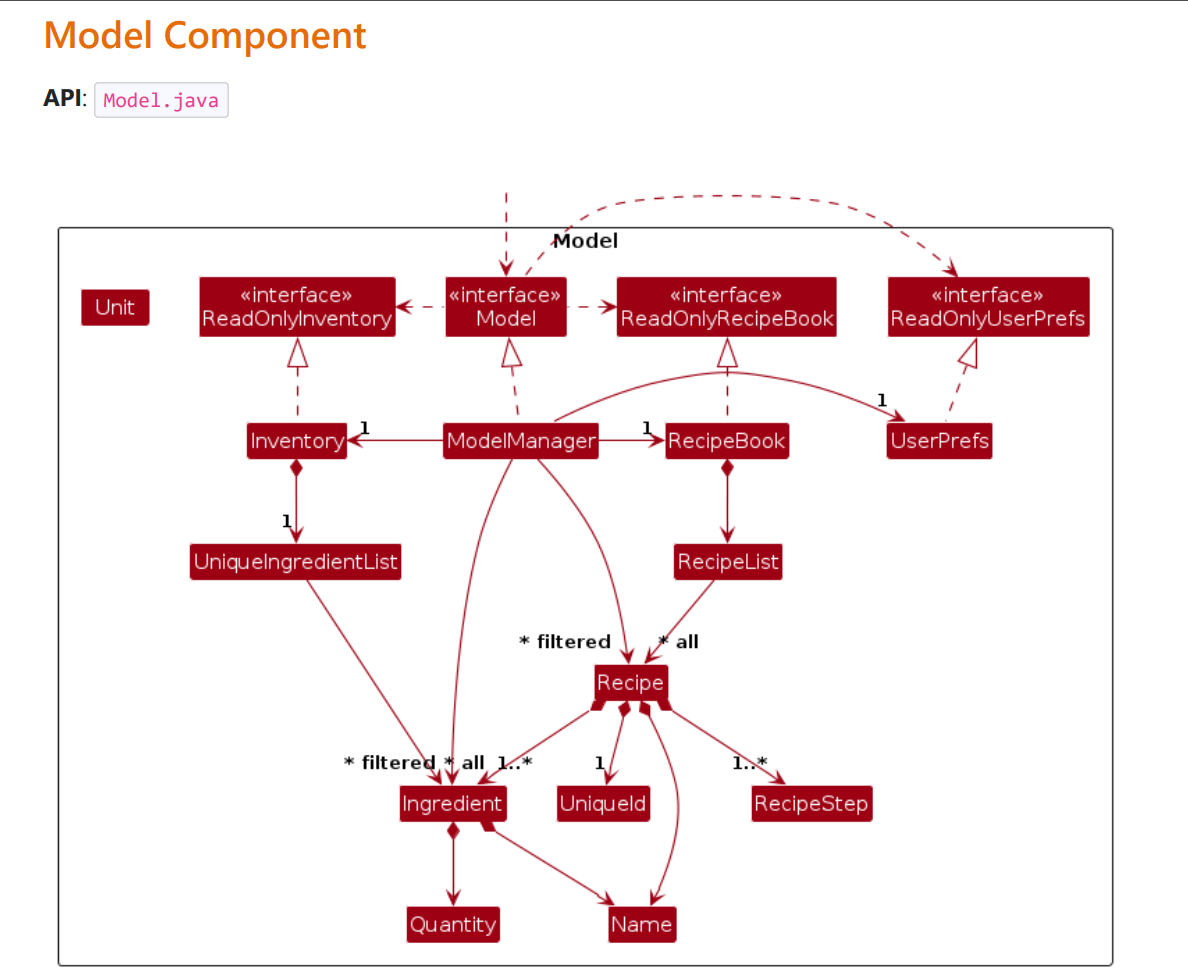 Model Component
API: Model.java
Model
Unit
«interface»
ReadOnlyInventory
«interface»
Model
«interface»
ReadOnlyRecipeBook
«interface»
ReadOnlyUserPrefs
1
1
1
Inventory
ModelManager
RecipeBook
UserPrefs
1
UniqueIngredientList
RecipeList
* filtered
* all
Recipe
* filtered
* all
1..*
1
1..*
Ingredient
UniqueId
RecipeStep
Quantity
Name